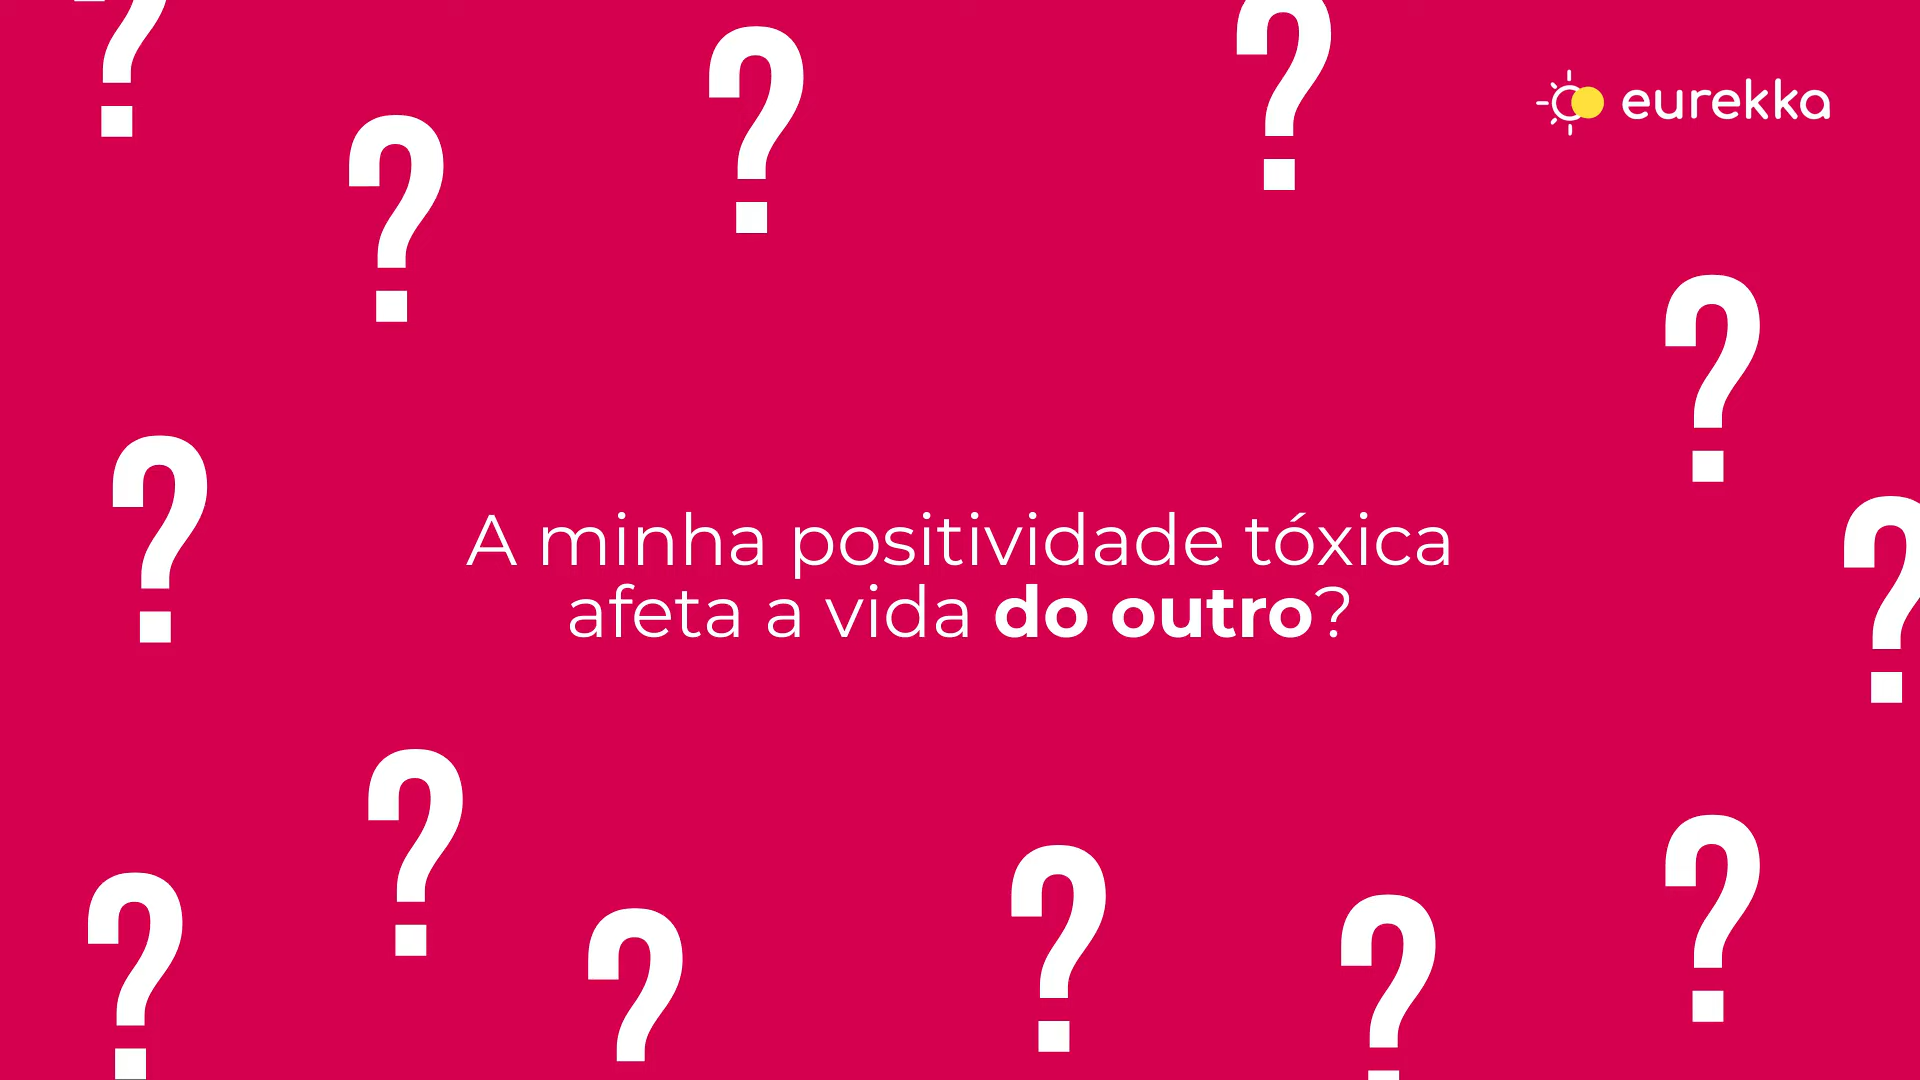 eurekka
A minha positividade tóxica
afeta a vida do outro?
? ? ? ? ? ? ? ? ? ? ? ? ?